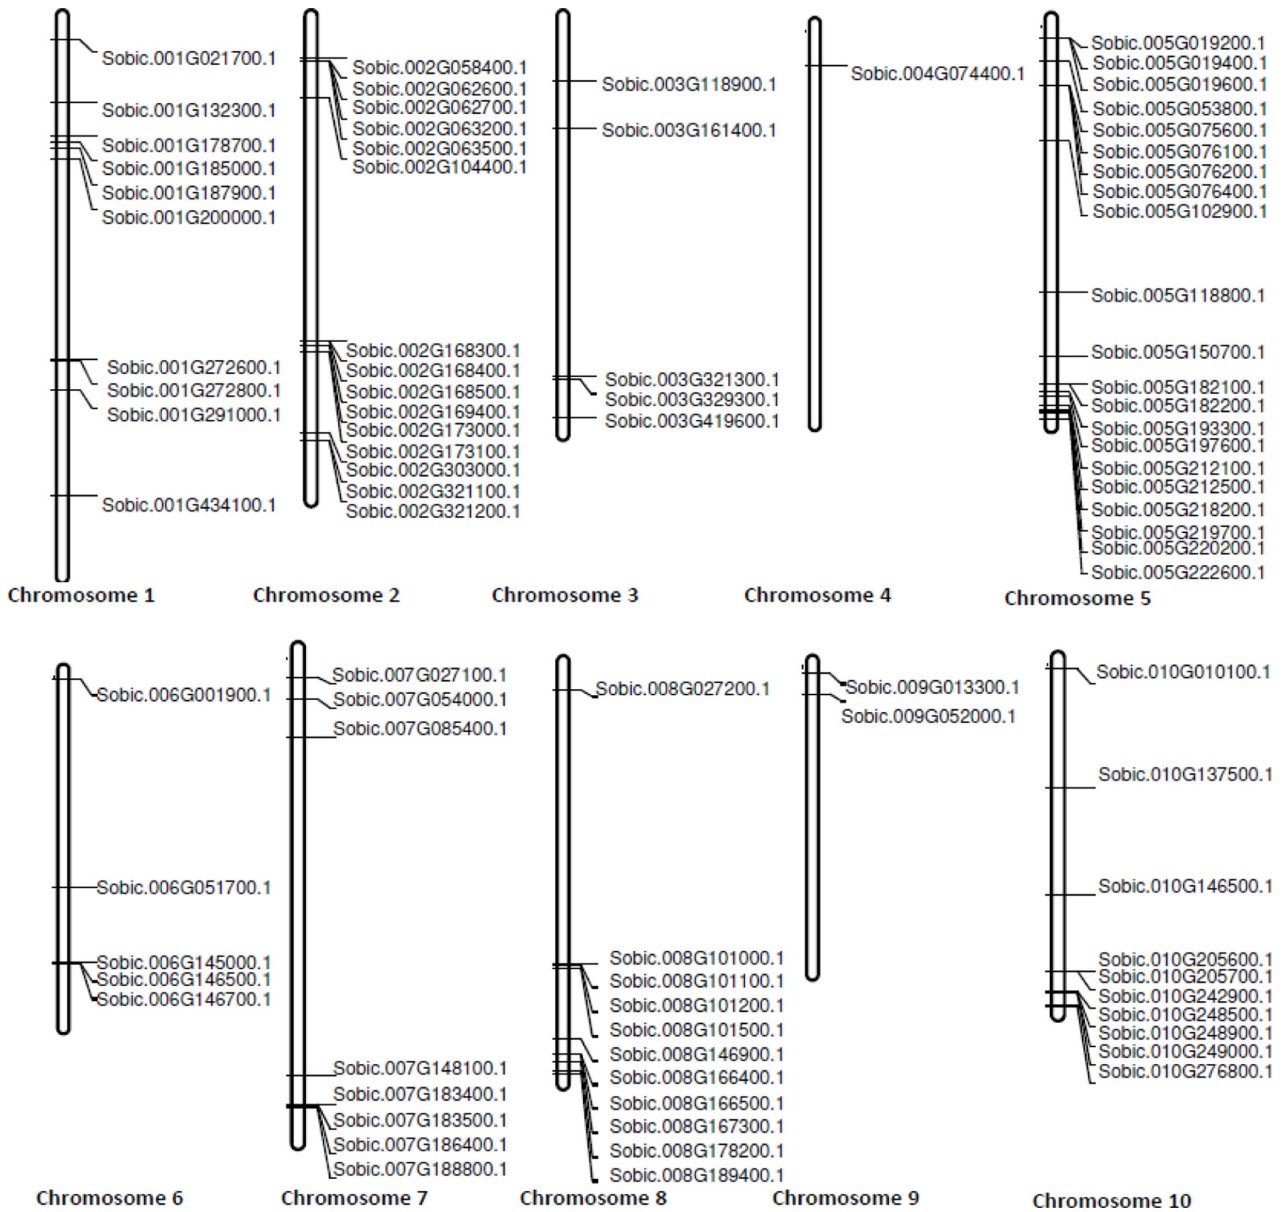 Sobic.001G021700.1
Sobic.001G132300.1
Sobic.001G178700.1
Sobic.001G185000.1
Sobic.001G187900.1
Sobic.001G200000.1
Sobic.001G272600.1
Sobic.001G272800.1
Sobic.001G291000.1
Sobic.001G434100.1
Chromosome 1
Sobic.002G058400.1
Sobic.002G062600.1
Sobic.002G062700.1
Sobic.002G063200.1
Sobic.002G063500.1
Sobic.002G104400.1
Sobic.002G168300.1
Sobic.002G168400.1
Sobic.002G168500.1
Sobic.002G169400.1
Sobic.002G173000.1
Sobic.002G173100.1
Sobic.002G303000.1
Sobic.002G321100.1
Sobic.002G321200.1
Chromosome 2
Sobic.003G118900.1
Sobic.003G161400.1
Sobic.003G321300.1
Sobic.003G329300.1
Sobic.003G419600.1
Chromosome 3
Sobic.004G074400.1
Chromosome 4
Sobic.005G019200.1
Sobic.005G019400.1
Sobic.005G019600.1
Sobic.005G053800.1
Sobic.005G075600.1
Sobic.005G076100.1
Sobic.005G076200.1
Sobic.005G076400.1
Sobic.005G102900.1
Sobic.005G118800.1
Sobic.005G150700.1
Sobic.005G182100.1
Sobic.005G182200.1
Sobic.005G193300.1
Sobic.005G197600.1
Sobic.005G212100.1
Sobic.005G212500.1
Sobic.005G218200.1
Sobic.005G219700.1
Sobic.005G220200.1
Sobic.005G222600.1
Chromosome 5
Sobic.006G001900.1
Sobic.006G051700.1
Sobic.006G145000.1
Sobic.006G146500.1
Sobic.006G146700.1
Chromosome 6
Sobic.007G027100.1
Sobic.007G054000.1
Sobic.007G085400.1
Sobic.007G148100.1
Sobic.007G183400.1
Sobic.007G183500.1
Sobic.007G186400.1
Sobic.007G188800.1
Chromosome 7
Sobic.008G027200.1
Sobic.008G101000.1
Sobic.008G101100.1
Sobic.008G101200.1
Sobic.008G101500.1
Sobic.008G146900.1
Sobic.008G166400.1
Sobic.008G166500.1
Sobic.008G167300.1
Sobic.008G178200.1
Sobic.008G189400.1
Chromosome 8
Sobic.009G013300.1
Sobic.009G052000.1
Chromosome 9
Sobic.010G010100.1
Sobic.010G137500.1
Sobic.010G146500.1
Sobic.010G205600.1
Sobic.010G205700.1
Sobic.010G242900.1
Sobic.010G248500.1
Sobic.010G248900.1
Sobic.010G249000.1
Sobic.010G276800.1
Chromosome 10